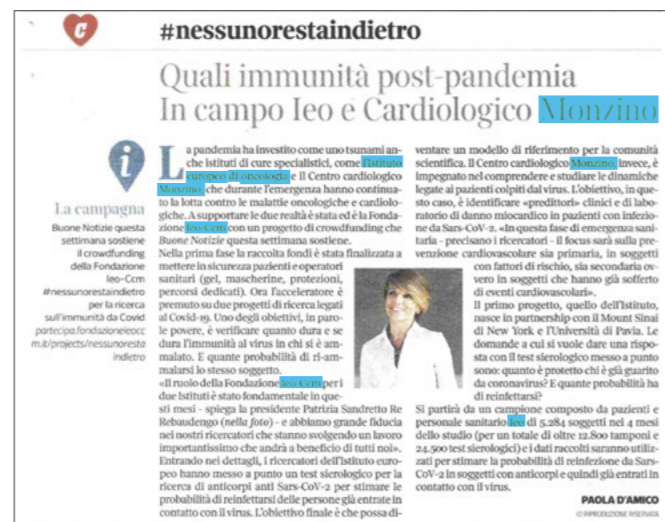 #nessunorestaindietro
Quali immunità post-pandemia
In campo Ieo e Cardiologico Monzino
La campagna
Buone Notizie questa
settimana sostiene
il crowdfunding
della Fondazione
Ieo-Ccm
#nessunorestaindietro
per la ricerca
sull'immunità da Covid
partecipa.fondazioneieocc
m.it/projects/nessunoresta
indietro
La pandemia ha investito come uno tsunami an-
che istituti di cure specialistici, come l'Istituto
europeo di oncologia e il Centro cardiologico
Monzino, che durante l'emergenza hanno continua-
to la lotta contro le malattie oncologiche e cardiolo-
giche. A supportare le due realtà è stata ed è la Fonda-
zione Ieo-Ccm con un progetto di crowdfunding che
Buone Notizie questa settimana sostiene.
Nella prima fase la raccolta fondi è stata finalizzata a
mettere in sicurezza pazienti e operatori
sanitari (gel, mascherine, protezioni,
percorsi dedicati). Ora l'acceleratore è
premuto su due progetti di ricerca legati
al Covid-19. Uno degli obiettivi, in paro-
le povere, è verificare quanto dura e se
dura l'immunità al virus in chi si è am-
malato. E quante probabilità di ri-am-
malarsi lo stesso soggetto.
«Il ruolo della Fondazione Ieo-Ccm per i
due Istituti è stato fondamentale in que-
sti mesi - spiega la presidente Patrizia Sandretto Re
Rebaudengo (nella foto) - e abbiamo grande fiducia
nei nostri ricercatori che stanno svolgendo un lavoro
importantissimo che andrà a beneficio di tutti noi».
Entrando nei dettagli, i ricercatori dell'Istituto euro-
peo hanno messo a punto un test sierologico per la
ricerca di anticorpi anti Sars-CoV-2 per stimare le
probabilità di reinfettarsi delle persone già entrate in
contatto con il virus. L'obiettivo finale è che possa di-
ventare un modello di riferimento per la comunità
scientifica. Il Centro cardiologico Monzino, invece, è
impegnato nel comprendere e studiare le dinamiche
legate ai pazienti colpiti dal virus. L'obiettivo, in que-
sto caso, è identificare «predittori» clinici e di labo-
ratorio di danno miocardico in pazienti con infezio-
ne da Sars-CoV-2. «In questa fase di emergenza sani-
taria - precisano i ricercatori - il focus sarà sulla pre-
venzione cardiovascolare sia primaria, in soggetti
con fattori di rischio, sia secondaria ov-
vero in soggetti che hanno già sofferto
di eventi cardiovascolari».
Il primo progetto, quello dell'Istituto,
nasce in partnership con il Mount Sinai
di New York e l'Università di Pavia. Le
domande a cui si vuole dare una rispo-
sta con il test sierologico messo a punto
sono: quanto è protetto chi è già guarito
da coronavirus? E quante probabilità ha
di reinfettarsi?
Si partirà da un campione composto da pazienti e
personale sanitario Ieo di 5.284 soggetti nei 4 mesi
dello studio (per un totale di oltre 12.800 tamponi e
24.500 test sierologici) e i dati raccolti saranno utiliz-
zati per stimare la probabilità di reinfezione da Sars-
CoV-2 in soggetti con anticorpi e quindi già entrati in
contatto con il virus.
PAOLA D'AMICO
© RIPRODUZIONE RISERVATA